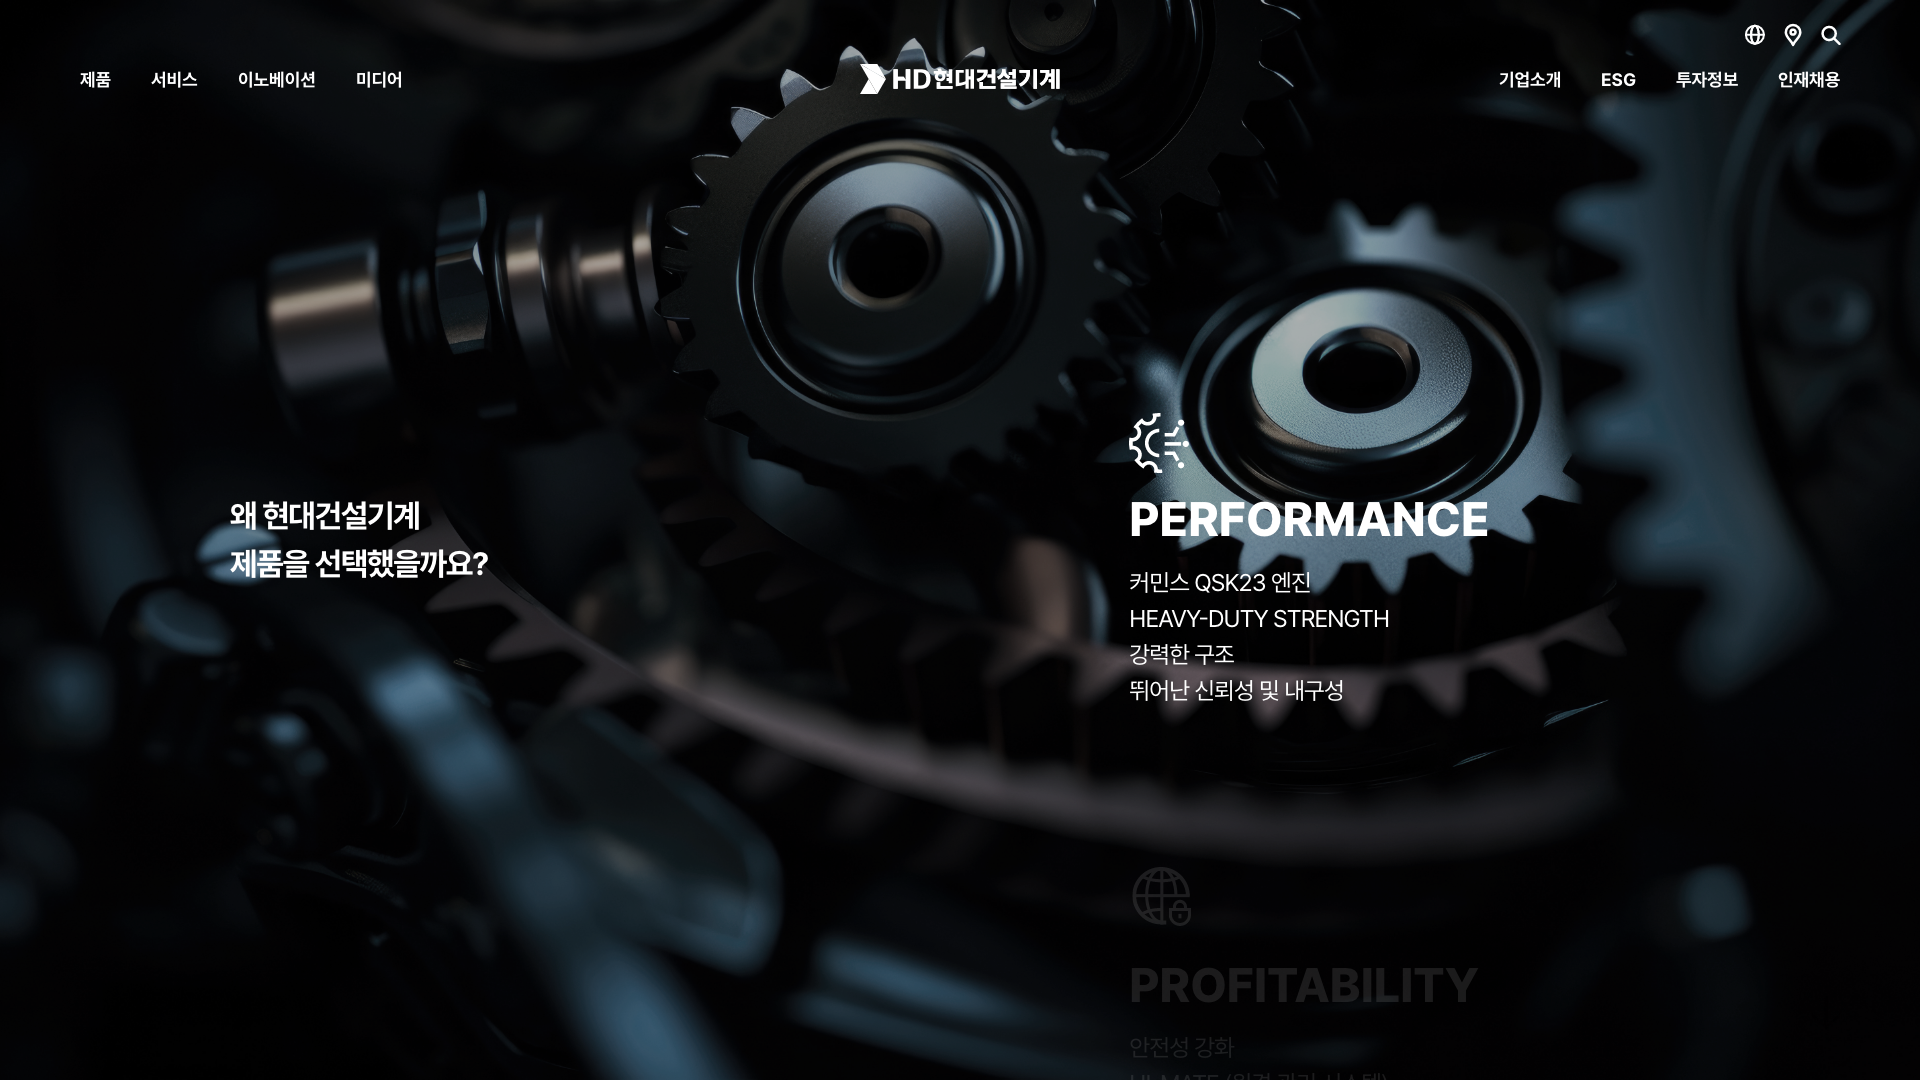 제품
서비스
이노베이션
미디어
HD현대건설기계
기업소개
ESG
투자정보
인재채용
왜 현대건설기계
제품을 선택했을까요?
PERFORMANCE
커민스 QSK23 엔진
HEAVY-DUTY STRENGTH
강력한 구조
뛰어난 신뢰성 및 내구성
PROFITABILITY
안전성 강화